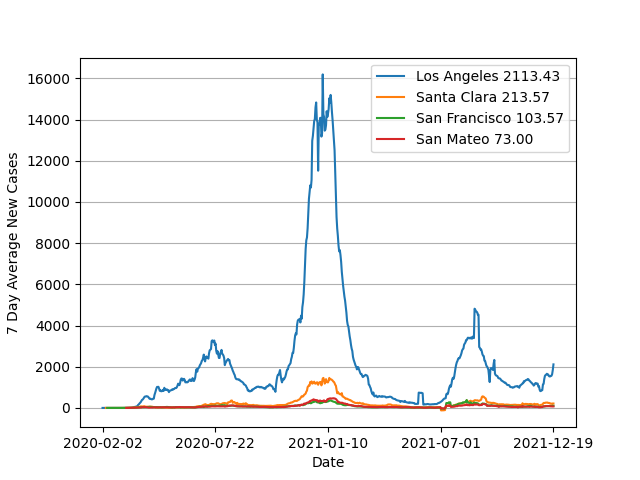 16000
14000
12000
10000
8000
6000
4000
2000
0
7 Day Average New Cases
Los Angeles 2113.43
Santa Clara 213.57
San Francisco 103.57
San Mateo 73.00
2020-02-02 2020-07-22 2021-01-10 2021-07-01 2021-12-19
Date